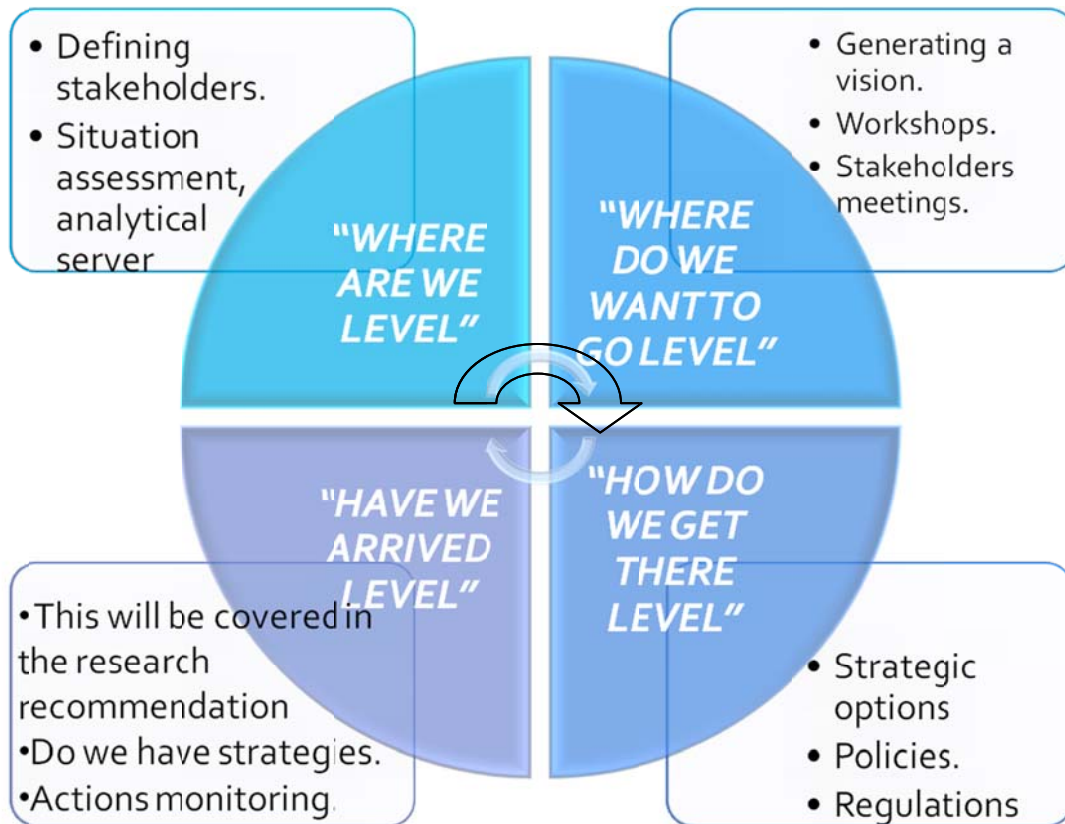 • Defining
stakeholders.
• Situation
assessment,
analytical
server
"WHERE
ARE WE
LEVEL"
• Generating a
vision.
• Workshops.
• Stakeholders
meetings.
"WHERE
DO WE
WANT TO
GO LEVEL"
"HOW DO
WE GET
THERE
LEVEL"
• Strategic
options
• Policies.
• Regulations
"HAVE WE
ARRIVED
LEVEL"
•This will be covered in
the research
recommendation
•Do we have strategies.
•Actions monitoring.